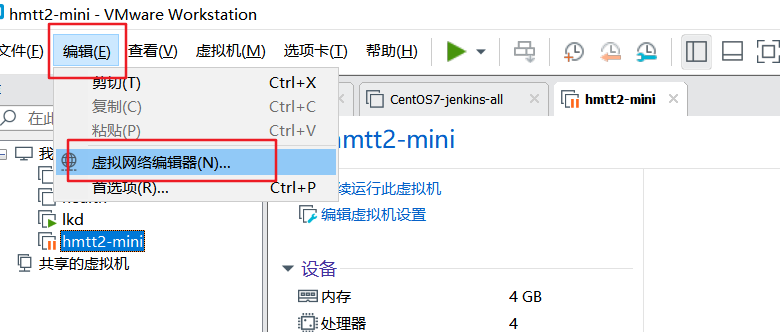 hmtt2-mini - VMware Workstation
文件(F) 编辑(E) 查看(V) 虚拟机(M) 选项卡(T) 帮助(H)
剪切(T) Ctrl+X
复制(C) Ctrl+C
粘贴(P) Ctrl+V
虚拟网络编辑器(N)...
首选项(R)... Ctrl+P
CentOS7-jenkins-all
hmtt2-mini
在此
我
lkd
hmtt2-mini
共享的虚拟机
hmtt2-mini
续运行此虚拟机
编辑虚拟机设置
设备
内存 4 GB
处理器 4